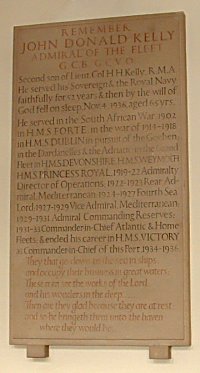 REMEMBER
JOHN DONALD KELLY
ADMIRAL OF THE FLEET
G.C.B. G.C.V.O.
Second son of Lieut. Col H.H. Kelly, R.M.A.
He served his Sovereign & the Royal Navy
faithfully for 52 years; & then by the will of
God fell on sleep, Nov. 4 1936, aged 65 yrs.
He served in the South African War 1902
in H.M.S. FORTE, in the war of 1914-1918
in H.M.S. DUBLIN in pursuit of the Goeben,
in the Dardanelles & the Adriatic, in the Grand
Fleet in H.M.S. DEVONSHIRE, H.M.S. WEYMOUTH
H.M.S. PRINCESS ROYAL, 1919-22 Admiralty
Director of Operations, 1922-1923 Rear Ad-
miral, Mediterranean, 1924-1927 Fourth Sea
Lord, 1927-1929 Vice Admiral, Mediterranean,
1929-1931 Admiral Commanding Reserves;
1931-33 Commander-in-Chief Atlantic & Home
Fleets, & ended his career in H.M.S. VICTORY
as Commander-in-Chief of this Port 1934-1936
They that go down to the sea in ships
and occupy their business in great waters;
These men see the works of the Lord
and his wonders in the deep
Then are they glad because they are at rest
and so he bringeth them unto the haven
where they would be.